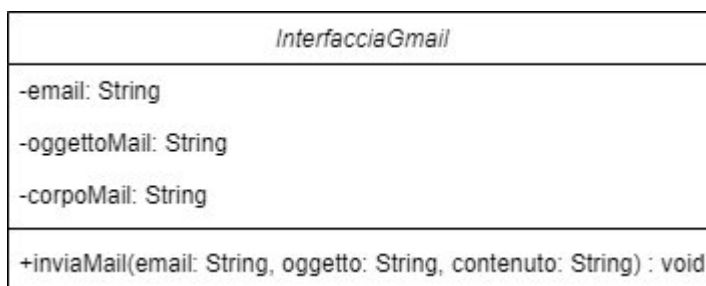 InterfacciaGmail
-email: String
-oggettoMail: String
-corpoMail: String
+inviaMail(email: String, oggetto: String, contenuto: String) : void